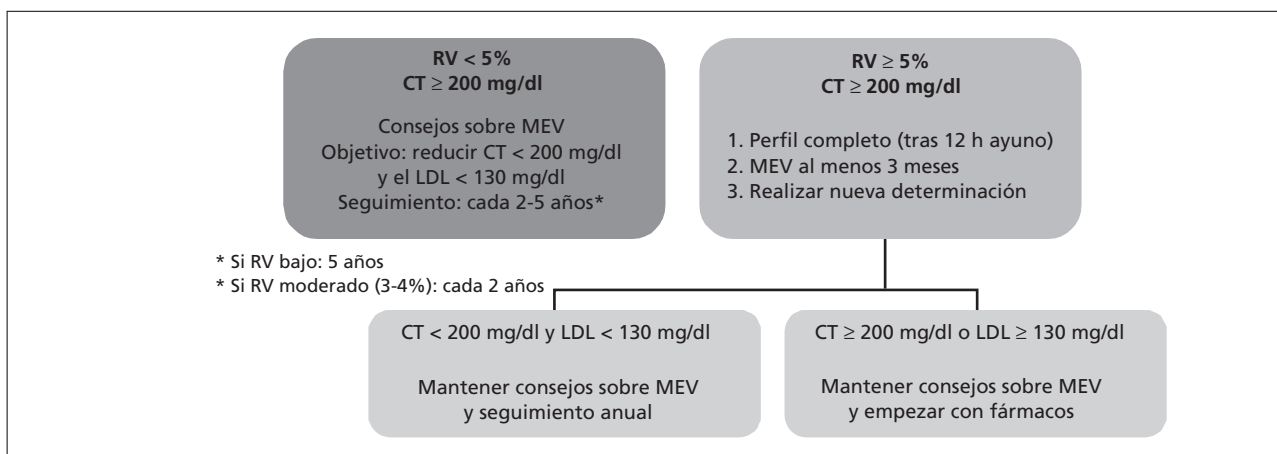 RV < 5%
CT ≥ 200 mg/dl
Consejos sobre MEV
Objetivo: reducir CT < 200 mg/dl
y el LDL < 130 mg/dl
Seguimiento: cada 2-5 años*
RV ≥ 5%
CT ≥ 200 mg/dl
1. Perfil completo (tras 12 h ayuno)
2. MEV al menos 3 meses
3. Realizar nueva determinación
* Si RV bajo: 5 años
* Si RV moderado (3-4%): cada 2 años
CT < 200 mg/dl y LDL < 130 mg/dl
Mantener consejos sobre MEV
y seguimiento anual
CT ≥ 200 mg/dl o LDL ≥ 130 mg/dl
Mantener consejos sobre MEV
y empezar con fármacos